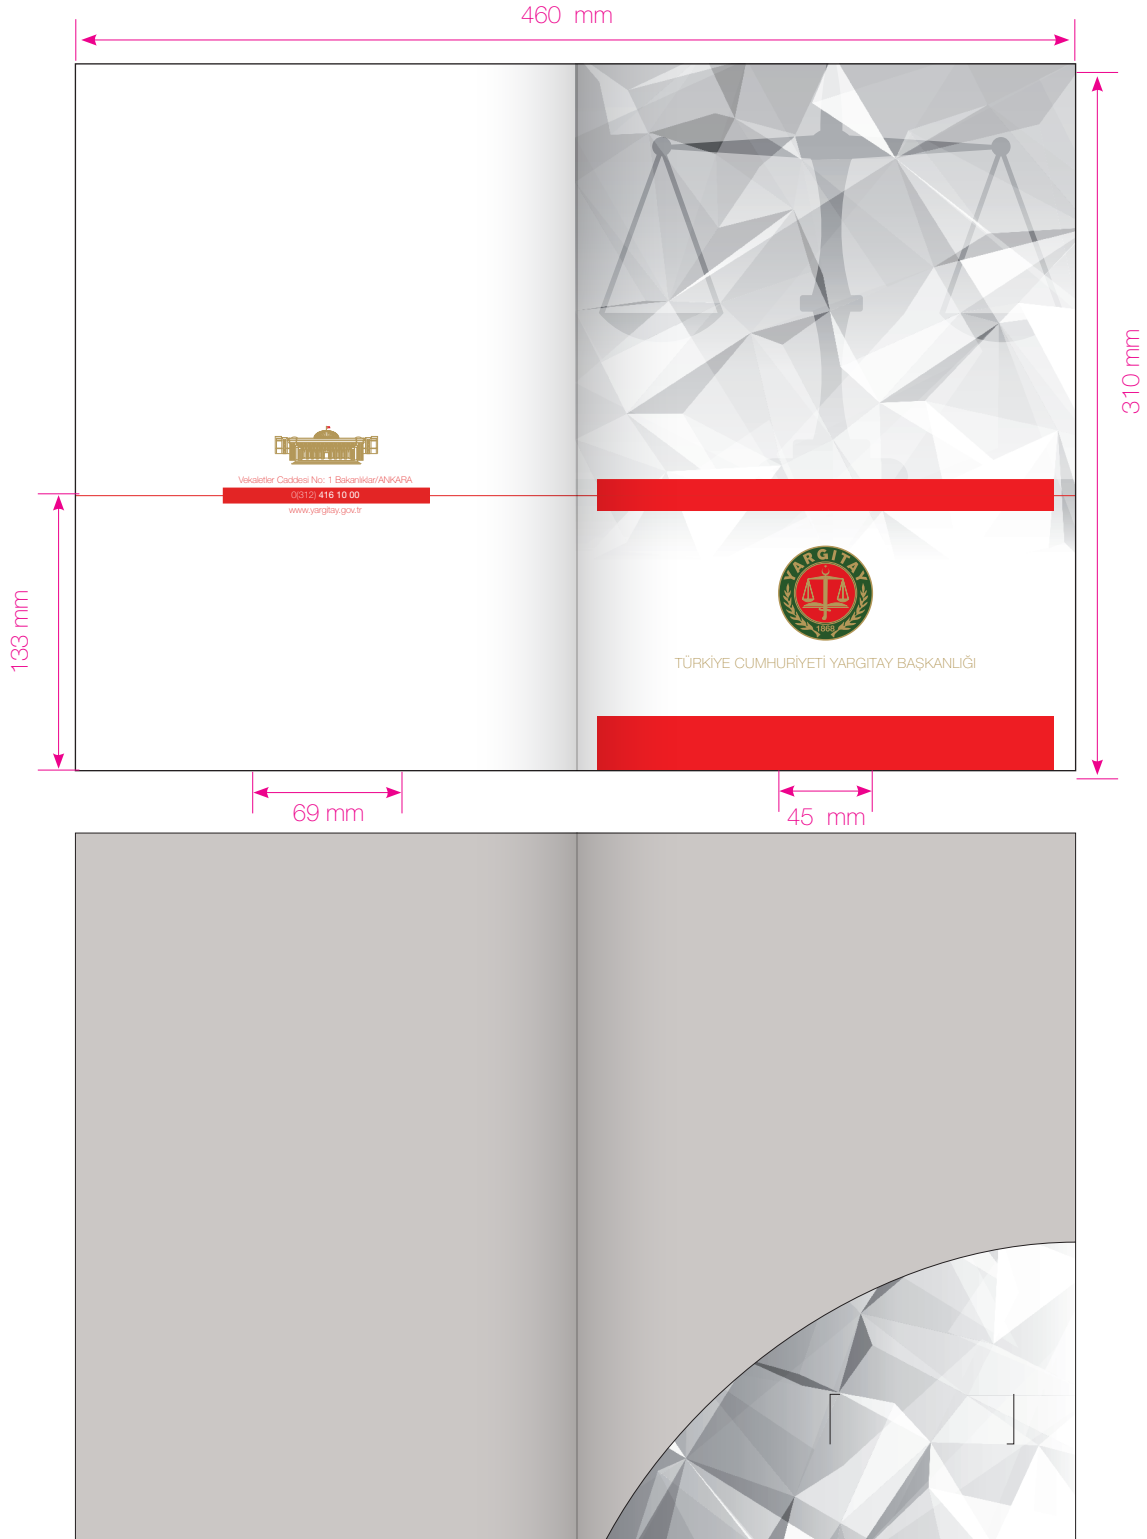 460 mm
310 mm
Vekaletler Caddesi No: 1 Bakanlıklar/ANKARA
0(312) 416 10 00
www.yargitay.gov.tr
YARGITAY
1868
TÜRKİYE CUMHURİYETİ YARGITAY BAŞKANLIĞI
133 mm
69 mm
45 mm